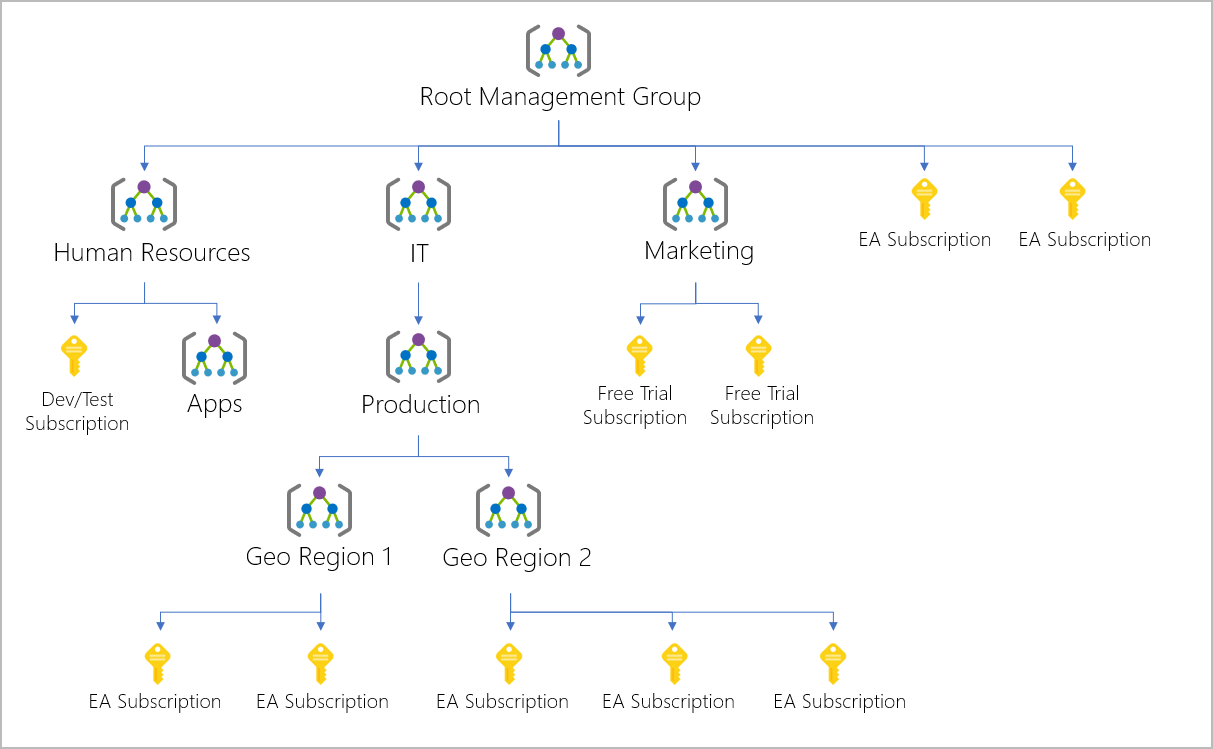 Root Management Group
Human Resources
IT
Marketing
EA Subscription
EA Subscription
Dev/Test
Subscription
Apps
Production
Free Trial
Subscription
Free Trial
Subscription
Geo Region 1
Geo Region 2
EA Subscription
EA Subscription
EA Subscription
EA Subscription
EA Subscription